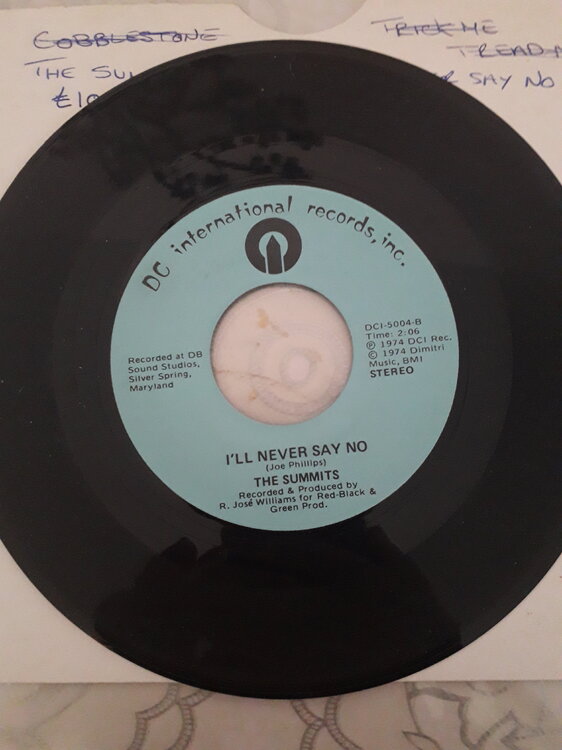 COBBLESTONE
TRICK ME
THE SU
TREAD
SAY NO
£10
DC international records, inc.
DCI-5004-B
Time: 2:06
℗ 1974 DCI Rec.
© 1974 Dimitri
Music, BMI
STEREO
Recorded at DB
Sound Studios,
Silver Spring,
Maryland
I'LL NEVER SAY NO
(Joe Phillips)
THE SUMMITS
Recorded & Produced by
R. José Williams for Red-Black &
Green Prod.